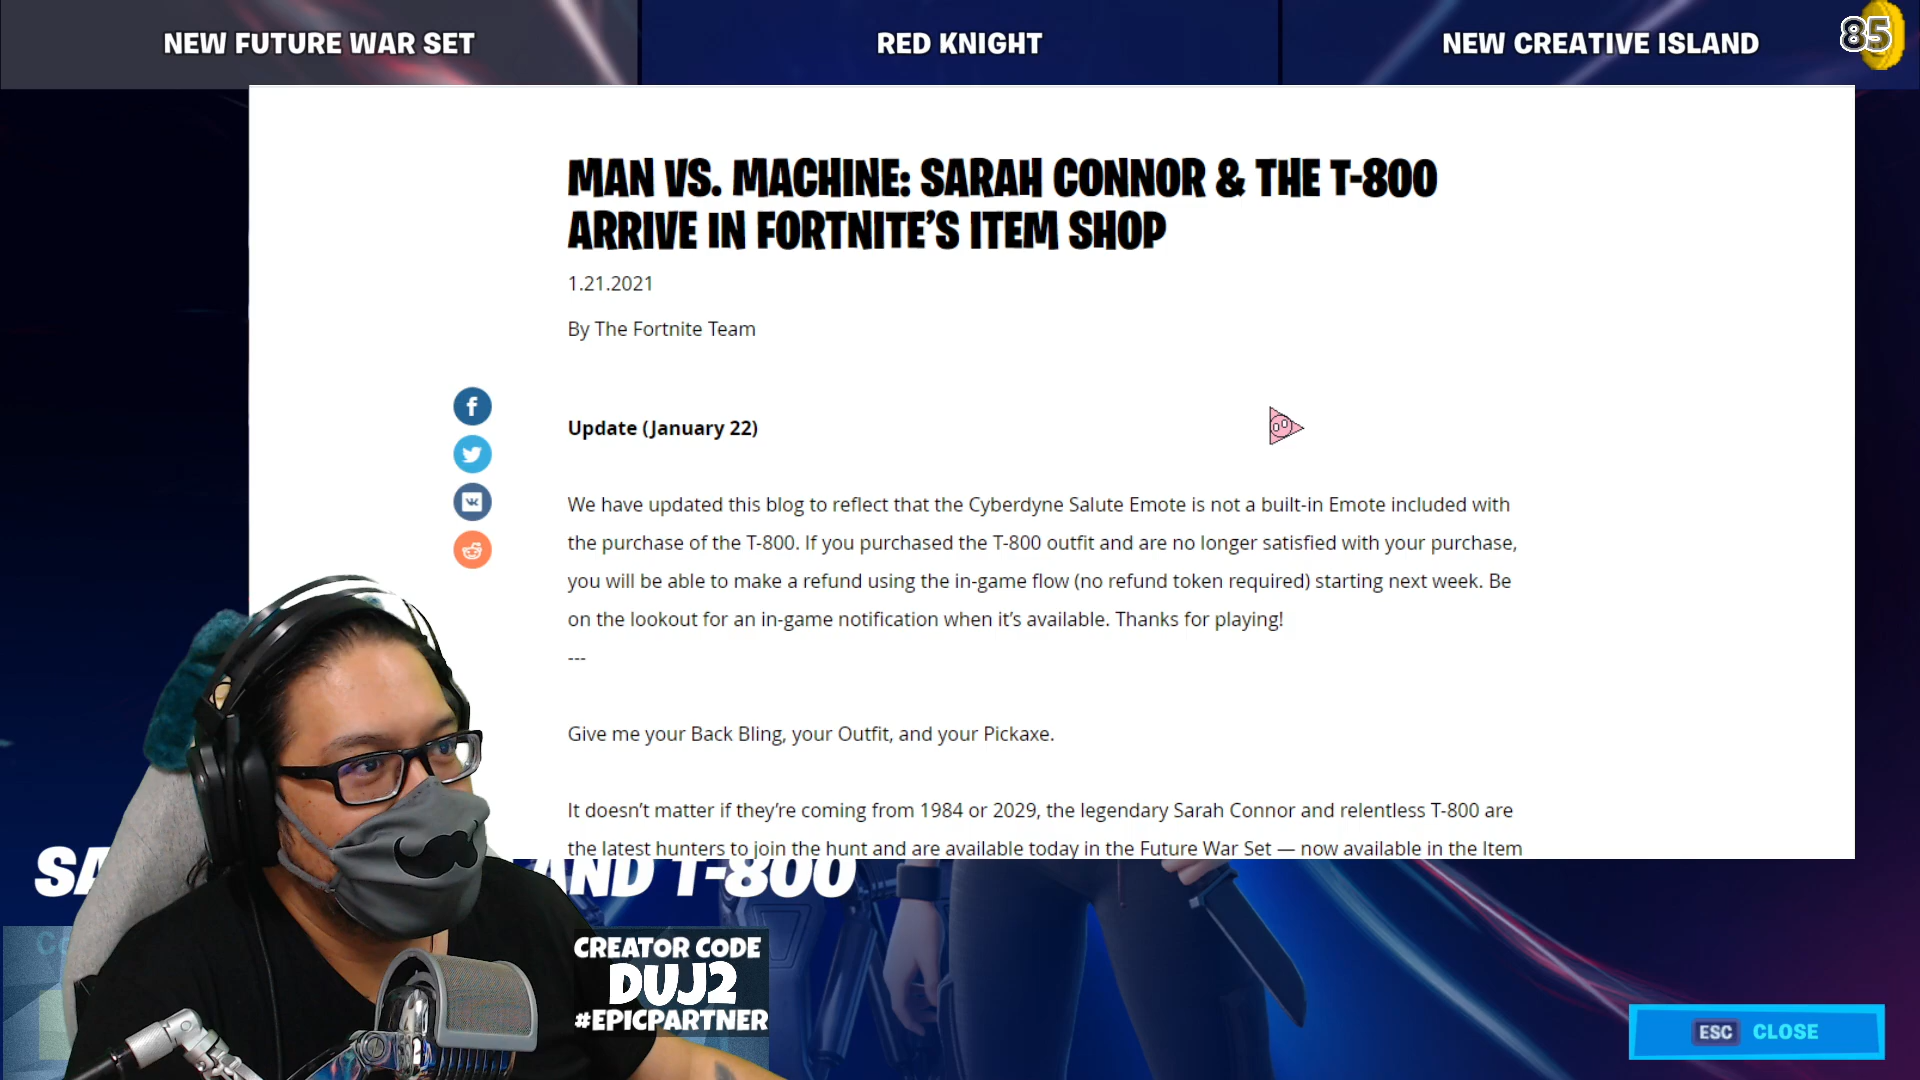 NEW FUTURE WAR SET
RED KNIGHT
NEW CREATIVE ISLAND
85
MAN VS. MACHINE: SARAH CONNOR & THE T-800
ARRIVE IN FORTNITE'S ITEM SHOP
1.21.2021
By The Fortnite Team
Update (January 22)
We have updated this blog to reflect that the Cyberdyne Salute Emote is not a built-in Emote included with
the purchase of the T-800. If you purchased the T-800 outfit and are no longer satisfied with your purchase,
you will be able to make a refund using the in-game flow (no refund token required) starting next week. Be
on the lookout for an in-game notification when it’s available. Thanks for playing!
---
Give me your Back Bling, your Outfit, and your Pickaxe.
It doesn’t matter if they’re coming from 1984 or 2029, the legendary Sarah Connor and relentless T-800 are
the latest hunters to join the hunt and are available today in the Future War Set — now available in the Item
AND T-800
CREATOR CODE
DUJ2
#EPICPARTNER
ESC CLOSE